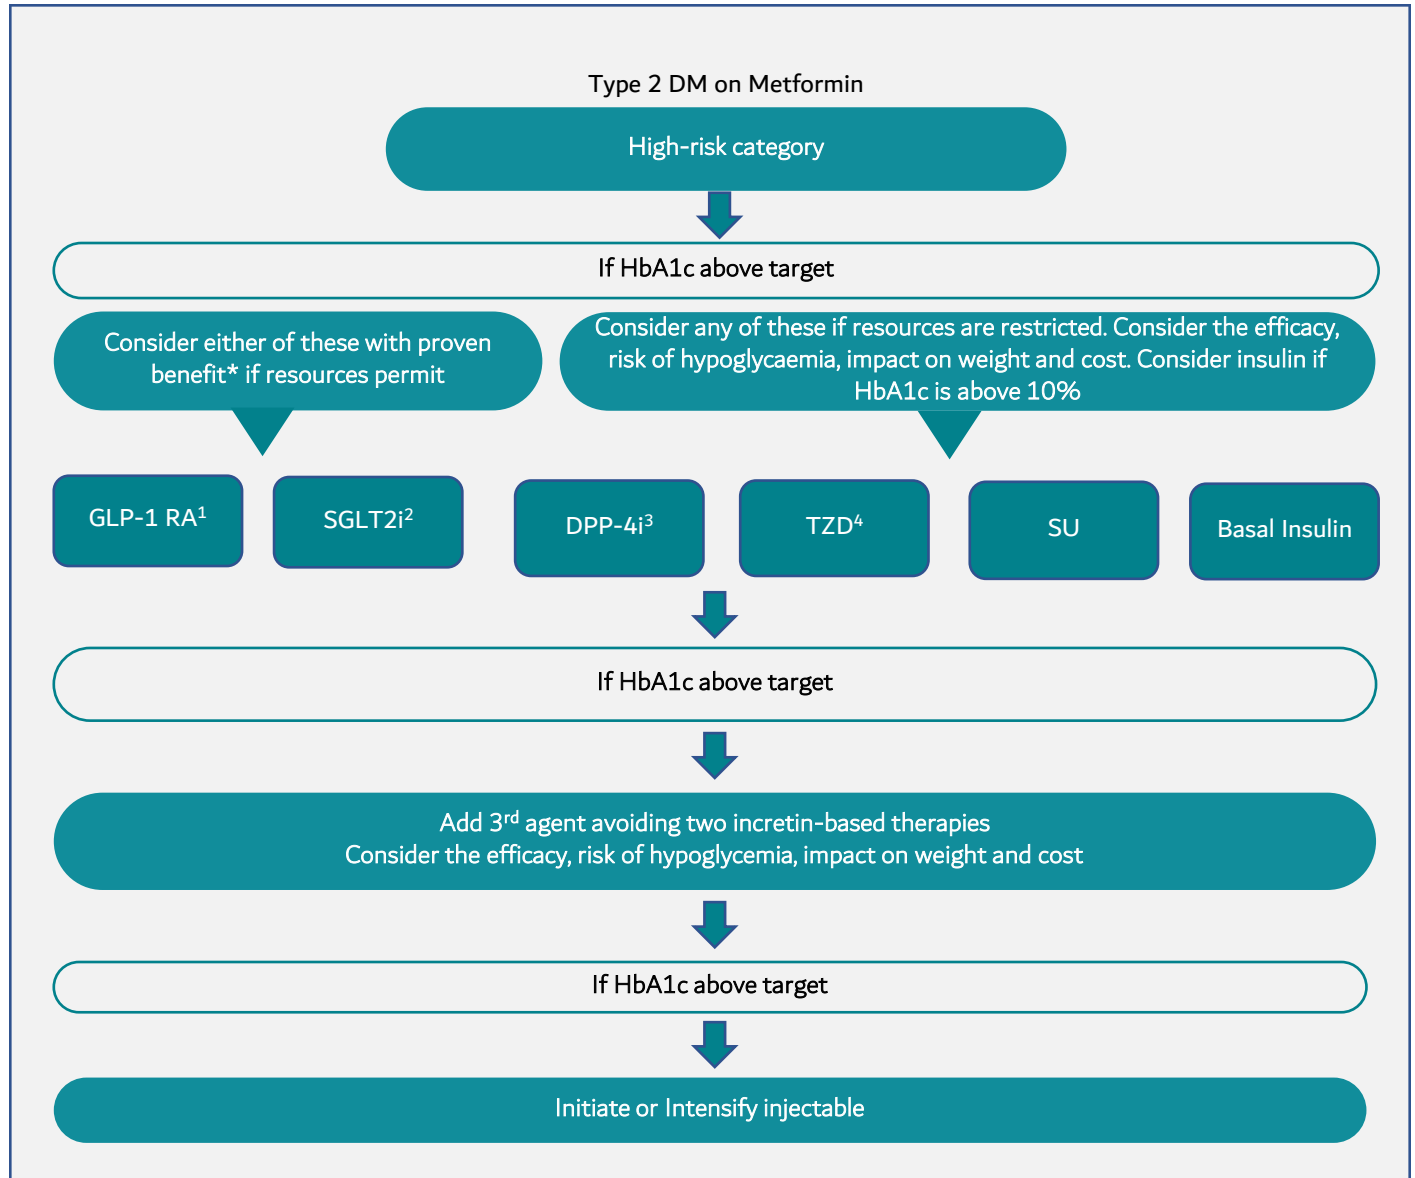 Type 2 DM on Metformin
High-risk category
If HbA1c above target
Consider either of these with proven
benefit* if resources permit
Consider any of these if resources are restricted. Consider the efficacy,
risk of hypoglycaemia, impact on weight and cost. Consider insulin if
HbA1c is above 10%
GLP-1 RA¹
SGLT2i²
DPP-4i³
TZD⁴
SU
Basal Insulin
If HbA1c above target
Add 3rd agent avoiding two incretin-based therapies
Consider the efficacy, risk of hypoglycemia, impact on weight and cost
If HbA1c above target
Initiate or Intensify injectable